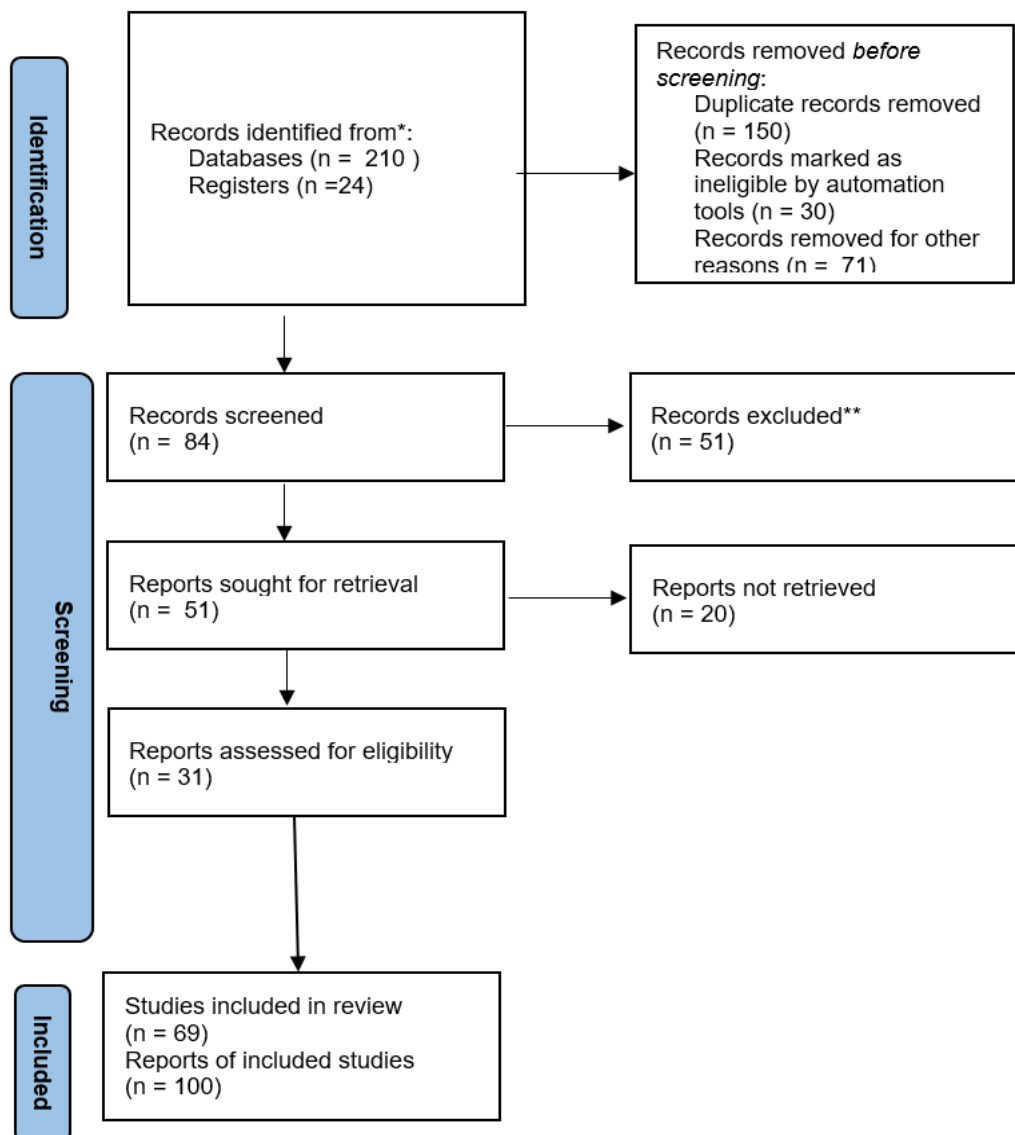 Identification
Records identified from*:
Databases (n =  210 )
Registers (n =24)
Records removed before
screening:
Duplicate records removed
(n = 150)
Records marked as
ineligible by automation
tools (n = 30)
Records removed for other
reasons (n =  71)
Screening
Records screened
(n =  84)
Records excluded**
(n = 51)
Reports sought for retrieval
(n =  51)
Reports not retrieved
(n = 20)
Reports assessed for eligibility
(n = 31)
Included
Studies included in review
(n = 69)
Reports of included studies
(n = 100)